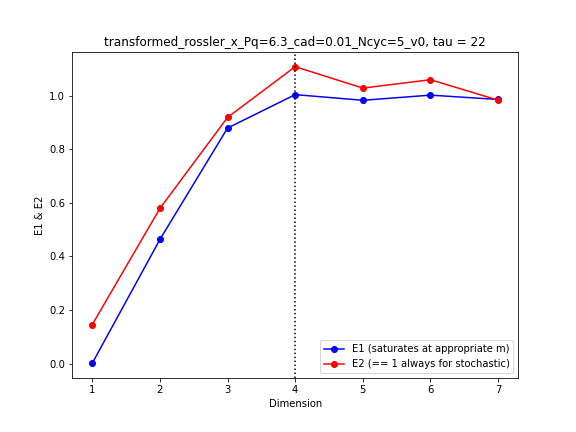 transformed_rossler_x_Pq=6.3_cad=0.01_Ncyc=5_v0, tau = 22
E1 & E2
1.0
0.8
0.6
0.4
0.2
0.0
E1 (saturates at appropriate m)
E2 (== 1 always for stochastic)
1 2 3 4 5 6 7
Dimension